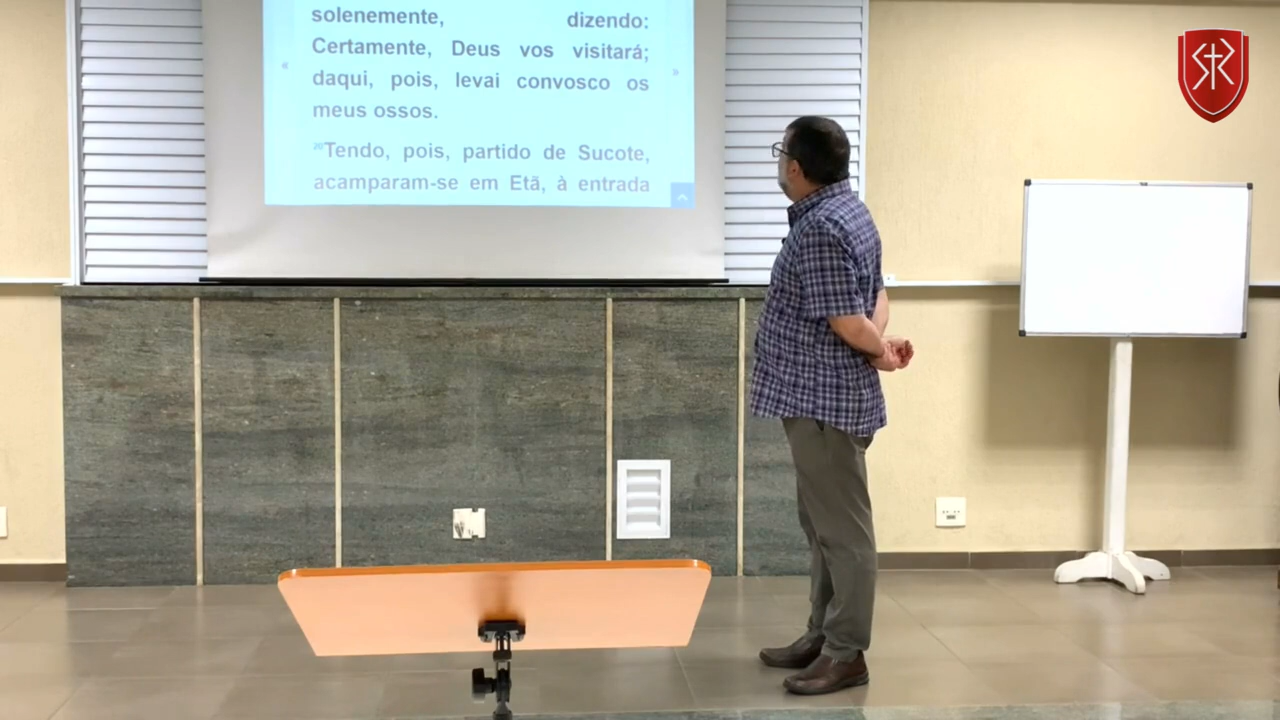 solenemente, dizendo:
Certamente, Deus vos visitará;
daqui, pois, levai convosco os
meus ossos.
20Tendo, pois, partido de Sucote,
acamparam-se em Etã, à entrada